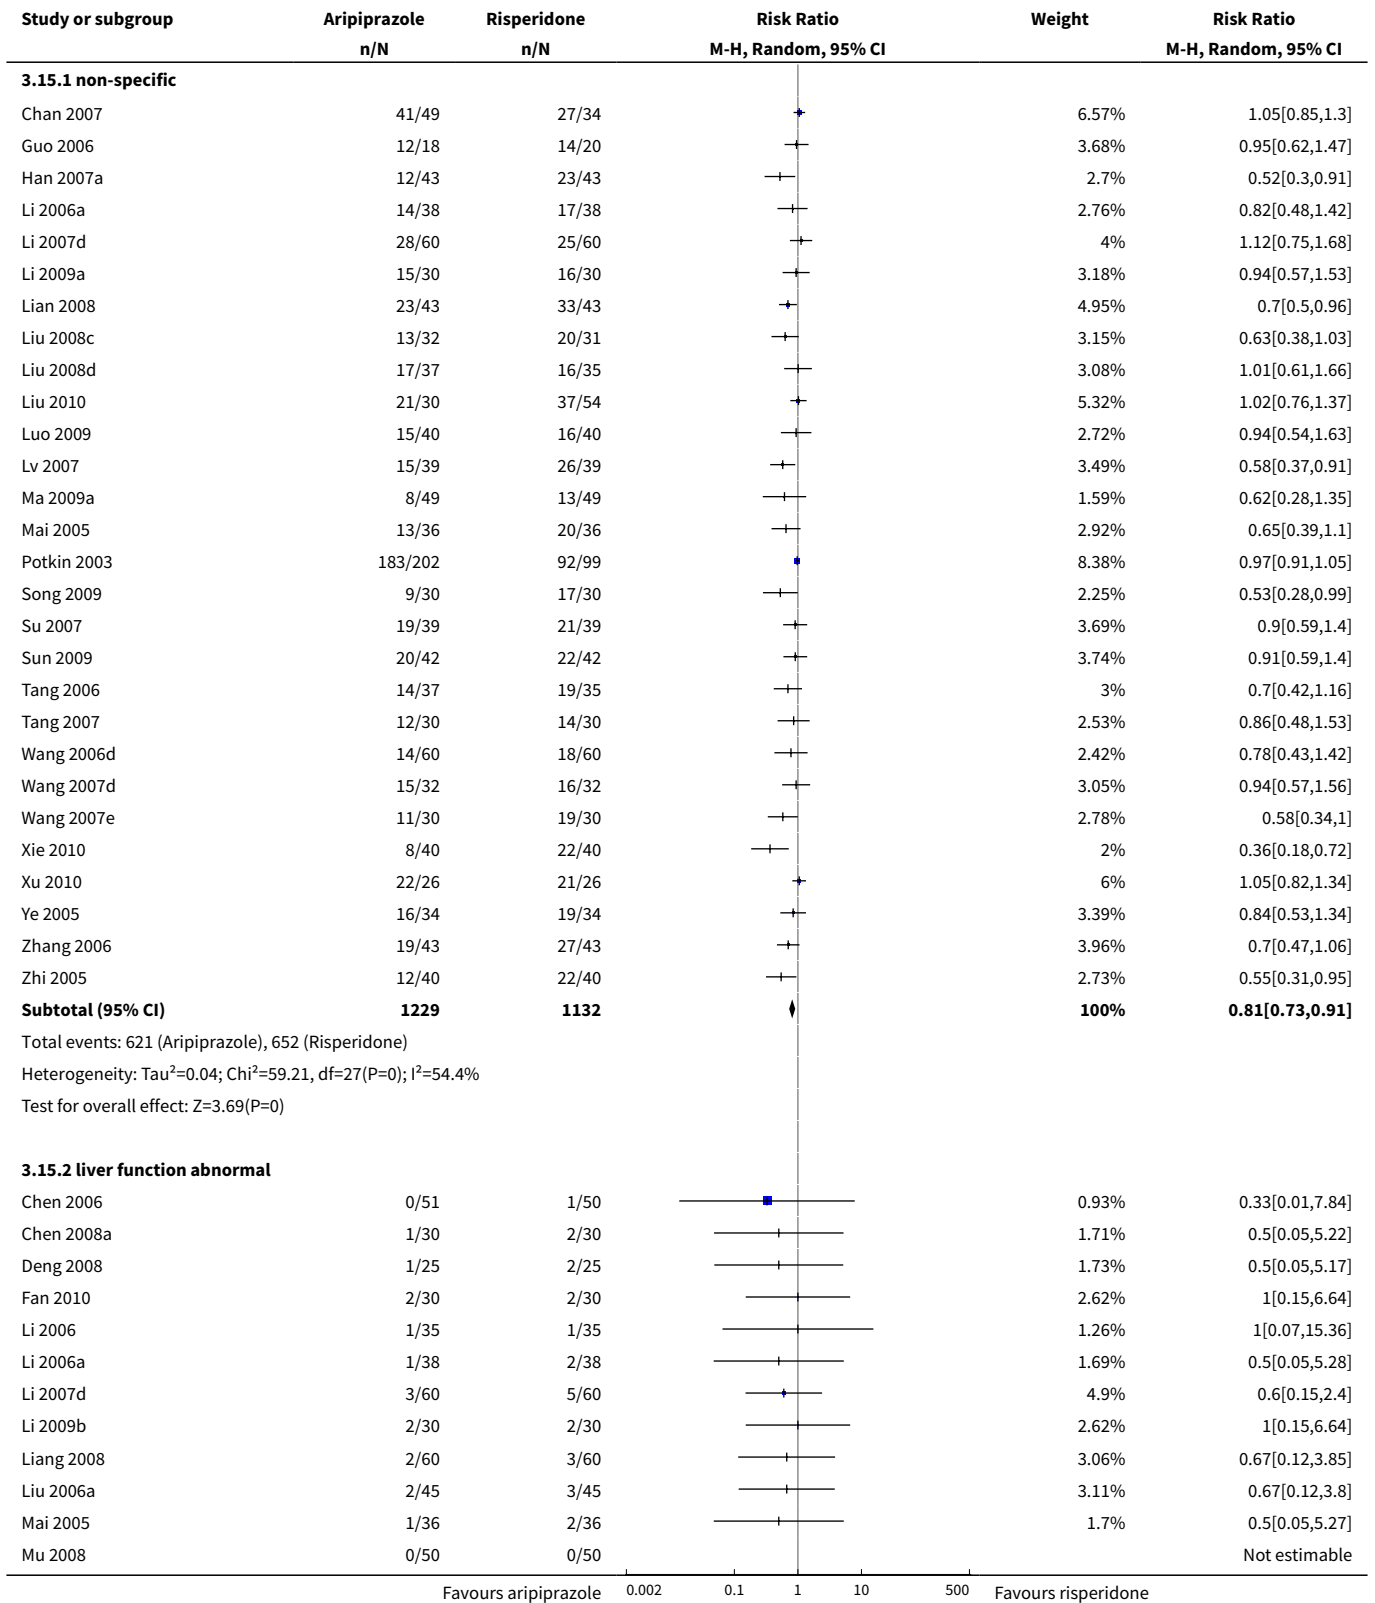 Study or subgroup Aripiprazole Risperidone Risk Ratio Weight Risk Ratio
n/N n/N M-H, Random, 95% CI M-H, Random, 95% CI
3.15.1 non-specific
Chan 2007 41/49 27/34 6.57% 1.05[0.85,1.3]
Guo 2006 12/18 14/20 3.68% 0.95[0.62,1.47]
Han 2007a 12/43 23/43 2.7% 0.52[0.3,0.91]
Li 2006a 14/38 17/38 2.76% 0.82[0.48,1.42]
Li 2007d 28/60 25/60 4% 1.12[0.75,1.68]
Li 2009a 15/30 16/30 3.18% 0.94[0.57,1.53]
Lian 2008 23/43 33/43 4.95% 0.7[0.5,0.96]
Liu 2008c 13/32 20/31 3.15% 0.63[0.38,1.03]
Liu 2008d 17/37 16/35 3.08% 1.01[0.61,1.66]
Liu 2010 21/30 37/54 5.32% 1.02[0.76,1.37]
Luo 2009 15/40 16/40 2.72% 0.94[0.54,1.63]
Lv 2007 15/39 26/39 3.49% 0.58[0.37,0.91]
Ma 2009a 8/49 13/49 1.59% 0.62[0.28,1.35]
Mai 2005 13/36 20/36 2.92% 0.65[0.39,1.1]
Potkin 2003 183/202 92/99 8.38% 0.97[0.91,1.05]
Song 2009 9/30 17/30 2.25% 0.53[0.28,0.99]
Su 2007 19/39 21/39 3.69% 0.9[0.59,1.4]
Sun 2009 20/42 22/42 3.74% 0.91[0.59,1.4]
Tang 2006 14/37 19/35 3% 0.7[0.42,1.16]
Tang 2007 12/30 14/30 2.53% 0.86[0.48,1.53]
Wang 2006d 14/60 18/60 2.42% 0.78[0.43,1.42]
Wang 2007d 15/32 16/32 3.05% 0.94[0.57,1.56]
Wang 2007e 11/30 19/30 2.78% 0.58[0.34,1]
Xie 2010 8/40 22/40 2% 0.36[0.18,0.72]
Xu 2010 22/26 21/26 6% 1.05[0.82,1.34]
Ye 2005 16/34 19/34 3.39% 0.84[0.53,1.34]
Zhang 2006 19/43 27/43 3.96% 0.7[0.47,1.06]
Zhi 2005 12/40 22/40 2.73% 0.55[0.31,0.95]
Subtotal (95% CI) 1229 1132 100% 0.81[0.73,0.91]
Total events: 621 (Aripiprazole), 652 (Risperidone)
Heterogeneity: Tau²=0.04; Chi²=59.21, df=27(P=0); I²=54.4%
Test for overall effect: Z=3.69(P=0)
3.15.2 liver function abnormal
Chen 2006 0/51 1/50 0.93% 0.33[0.01,7.84]
Chen 2008a 1/30 2/30 1.71% 0.5[0.05,5.22]
Deng 2008 1/25 2/25 1.73% 0.5[0.05,5.17]
Fan 2010 2/30 2/30 2.62% 1[0.15,6.64]
Li 2006 1/35 1/35 1.26% 1[0.07,15.36]
Li 2006a 1/38 2/38 1.69% 0.5[0.05,5.28]
Li 2007d 3/60 5/60 4.9% 0.6[0.15,2.4]
Li 2009b 2/30 2/30 2.62% 1[0.15,6.64]
Liang 2008 2/60 3/60 3.06% 0.67[0.12,3.85]
Liu 2006a 2/45 3/45 3.11% 0.67[0.12,3.8]
Mai 2005 1/36 2/36 1.7% 0.5[0.05,5.27]
Mu 2008 0/50 0/50 Not estimable
Favours aripiprazole 0.002 0.1 1 10 500 Favours risperidone